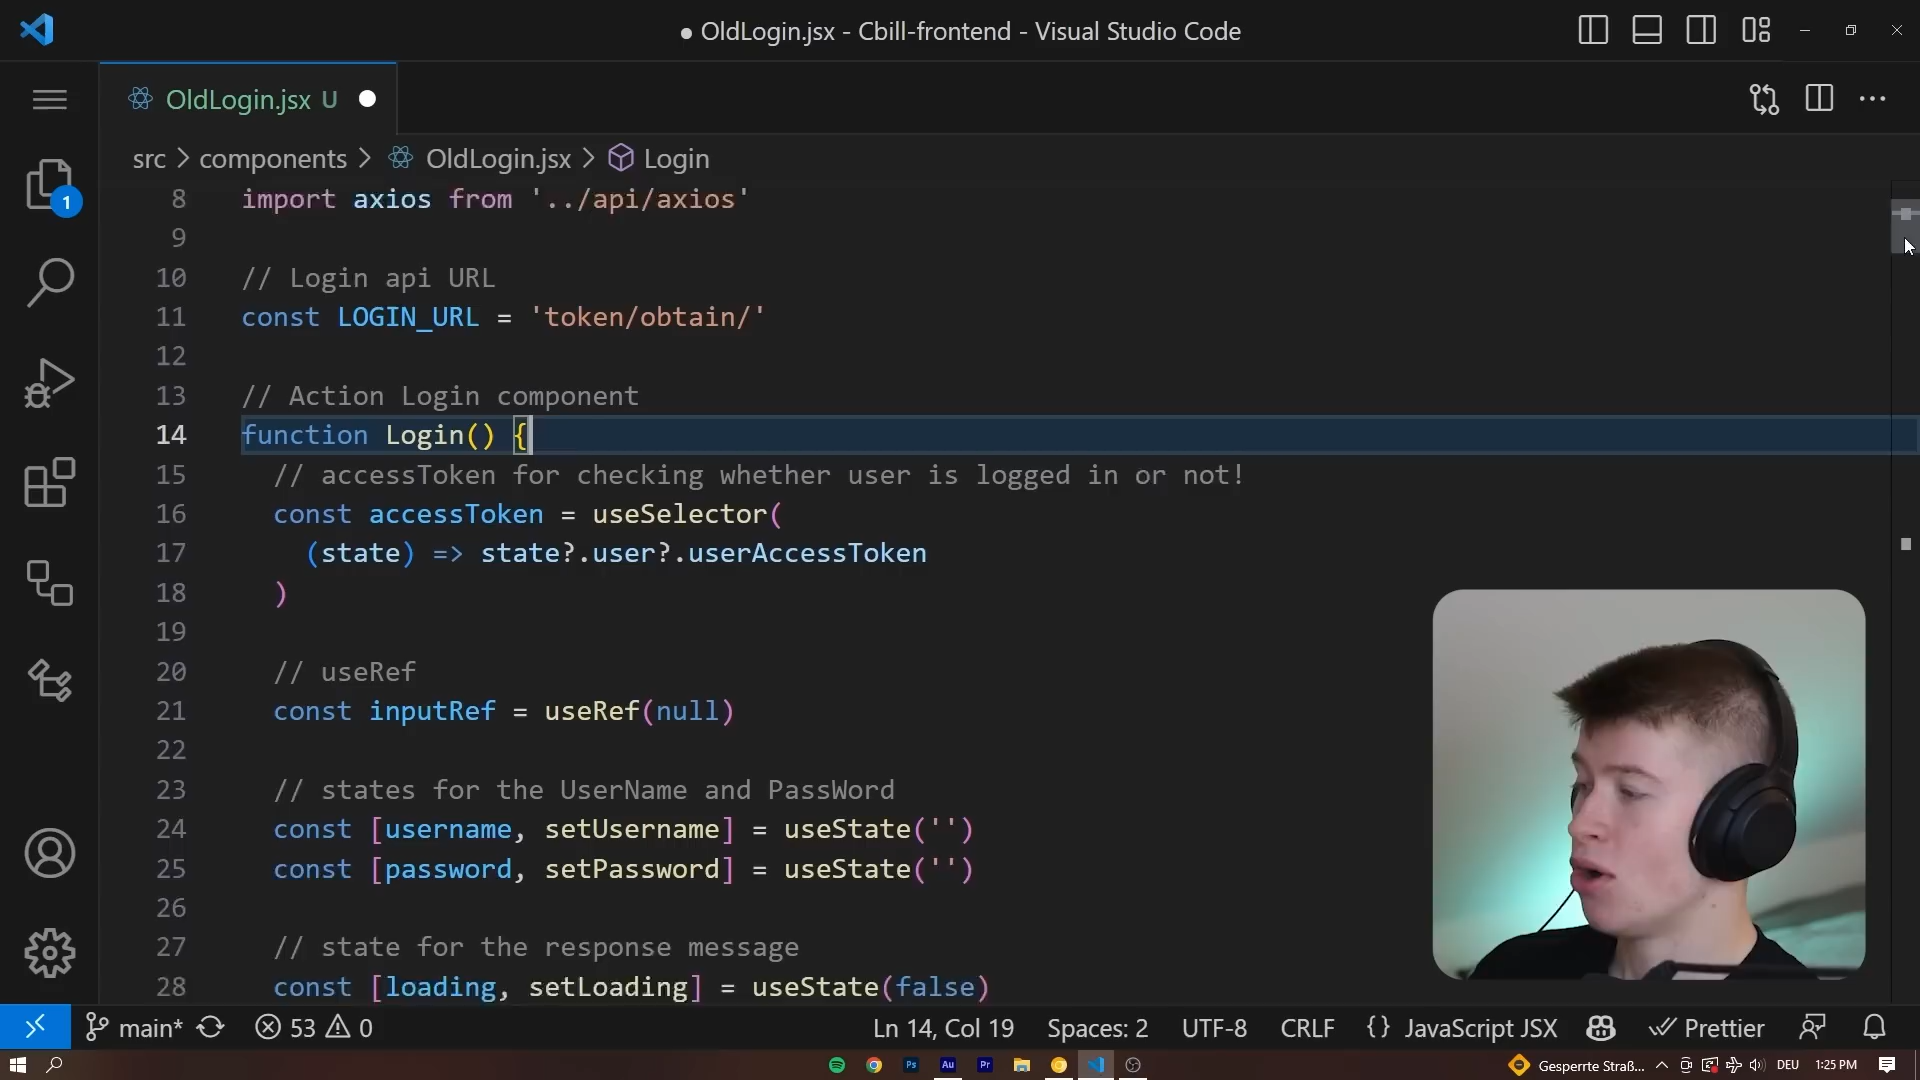 ● OldLogin.jsx - Cbill-frontend - Visual Studio Code
OldLogin.jsx U
src > components > OldLogin.jsx > Login
1
8 import axios from '../api/axios'
9
10 // Login api URL
11 const LOGIN_URL = 'token/obtain/'
12
13 // Action Login component
14 function Login() {
15 // accessToken for checking whether user is logged in or not!
16 const accessToken = useSelector(
17 (state) => state?.user?.userAccessToken
18 )
19
20 // useRef
21 const inputRef = useRef(null)
22
23 // states for the UserName and PassWord
24 const [username, setUsername] = useState('')
25 const [password, setPassword] = useState('')
26
27 // state for the response message
28 const [loading, setLoading] = useState(false)
main* 53 0 Ln 14, Col 19 Spaces: 2 UTF-8 CRLF {} JavaScript JSX Prettier
Ps Au Pr Gesperrte Straß... DEU 1:25 PM